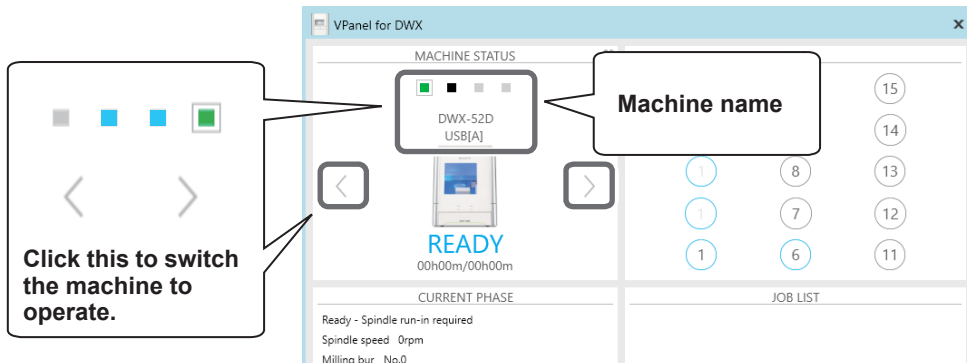 VPanel for DWX
x
MACHINE STATUS
DWX-52D
USB[A]
READY
00h00m/00h00m
Machine name
Click this to switch
the machine to
operate.
15
14
1 8 13
1 7 12
1 6 11
CURRENT PHASE
Ready - Spindle run-in required
Spindle speed 0rpm
Milling bur No.0
JOB LIST